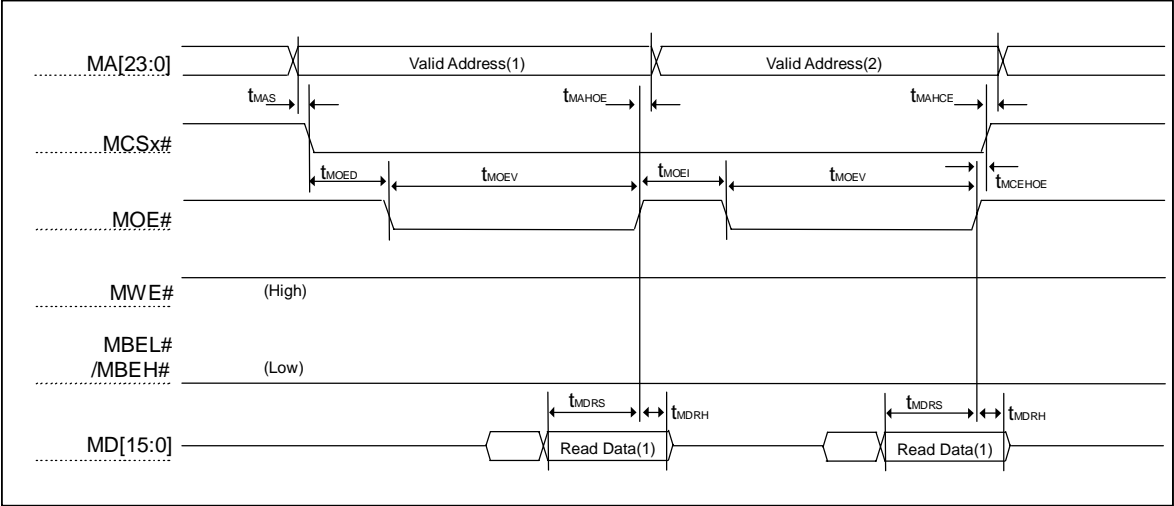 MA[23:0]
Valid Address(1)
Valid Address(2)
tMAS
tMAHOE
tMAHCE
MCSx#
tMOED
tMOEV
tMOEI
tMOEV
tMCEHOE
MOE#
MWE#
(High)
MBEL#
/MBEH#
(Low)
tMDRS
tMDRH
tMDRS
tMDRH
MD[15:0]
Read Data(1)
Read Data(1)